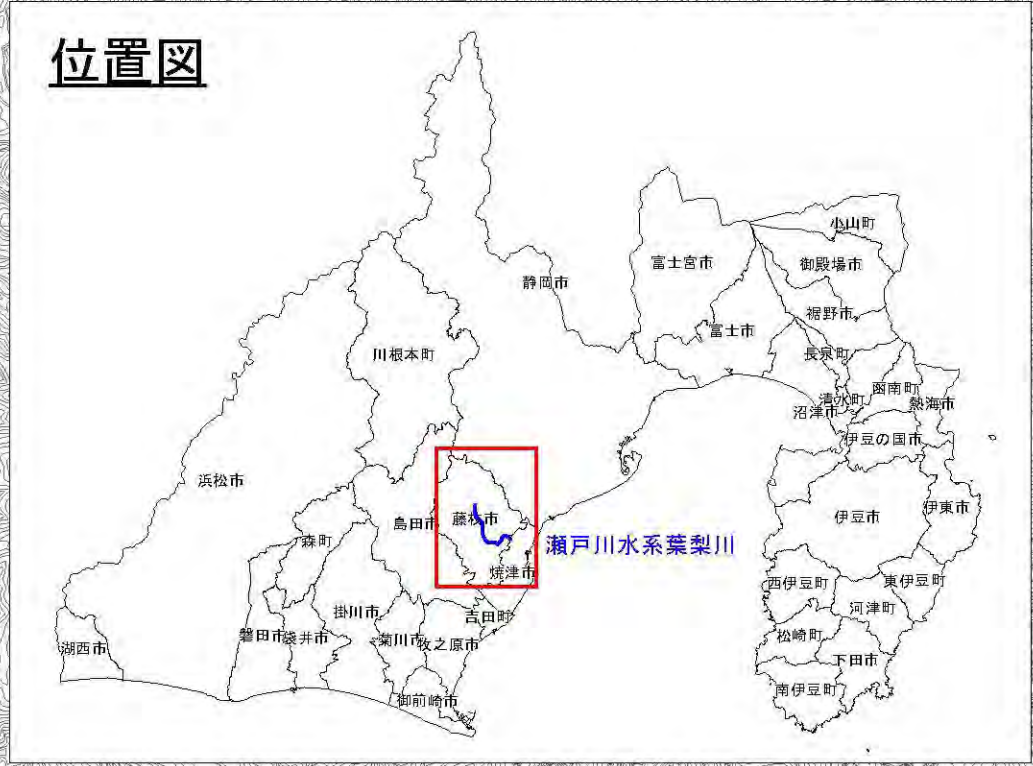 位置図
小山町
富士宮市
御殿場市
静岡市
裾野市
富士市
川根本町
長泉町
函南町
清水町
熱海市
沼津市
伊豆の国市
浜松市
伊東市
伊豆市
藤枝市
島田市
森町
瀬戸川水系葉梨川
焼津市
西伊豆町
東伊豆町
掛川市
吉田町
河津町
磐田市
袋井市
菊川市
牧之原市
松崎町
湖西市
下田市
南伊豆町
御前崎市